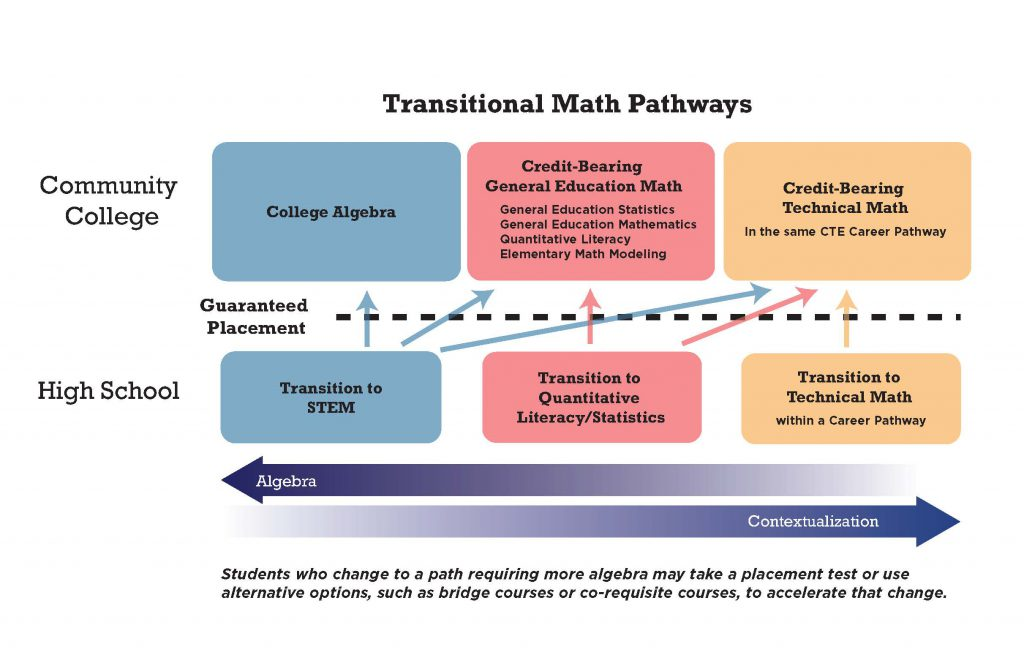 Transitional Math Pathways
Community
College
College Algebra
Credit-Bearing
General Education Math
General Education Statistics
General Education Mathematics
Quantitative Literacy
Elementary Math Modeling
Credit-Bearing
Technical Math
In the same CTE Career Pathway
Guaranteed
Placement
High School
Transition to
STEM
Transition to
Quantitative
Literacy/Statistics
Transition to
Technical Math
within a Career Pathway
Algebra
Contextualization
Students who change to a path requiring more algebra may take a placement test or use
alternative options, such as bridge courses or co-requisite courses, to accelerate that change.